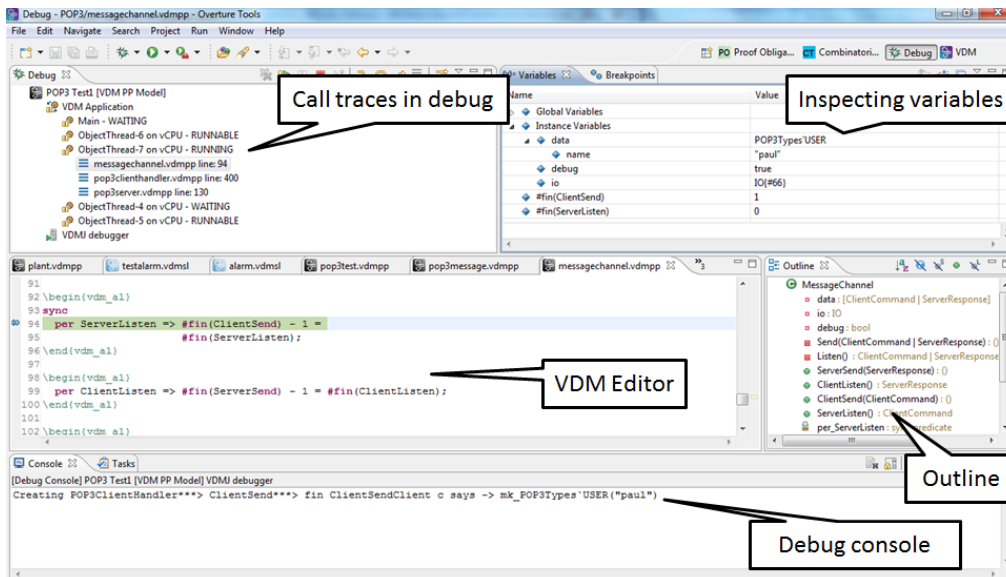 Debug - POP3/messagechannel.vdmpp - Overture Tools
File Edit Navigate Search Project Run Window Help
PO Proof Obliga... CT Combinatori... Debug VDM
Debug
POP3 Test1 [VDM PP Model]
VDM Application
Main - WAITING
ObjectThread-6 on vCPU - RUNNABLE
ObjectThread-7 on vCPU - RUNNING
messagechannel.vdmpp line: 94
pop3clienthandler.vdmpp line: 400
pop3server.vdmpp line: 130
ObjectThread-4 on vCPU - WAITING
ObjectThread-5 on vCPU - RUNNABLE
VDMJ debugger
Call traces in debug
Variables Breakpoints
Name Value
Global Variables
Instance Variables
data POP3Types`USER
name "paul"
debug true
io IO{#66}
#fin(ClientSend) 1
#fin(ServerListen) 0
Inspecting variables
plant.vdmpp testalarm.vdmsl alarm.vdmsl pop3test.vdmpp pop3message.vdmpp messagechannel.vdmpp »3
91
92 \begin{vdm_al}
93 sync
94 per ServerListen => #fin(ClientSend) - 1 =
95 #fin(ServerListen);
96 \end{vdm_al}
97
98 \begin{vdm_al}
99 per ClientListen => #fin(ServerSend) - 1 = #fin(ClientListen);
100 \end{vdm_al}
101
102 \begin{vdm_al}
VDM Editor
Outline
MessageChannel
data : [ClientCommand | ServerResponse]
io : IO
debug : bool
Send(ClientCommand | ServerResponse) : ()
Listen() : ClientCommand | ServerResponse
ServerSend(ServerResponse) : ()
ClientListen() : ServerResponse
ClientSend(ClientCommand) : ()
ServerListen() : ClientCommand
per_ServerListen :
Outline
Console Tasks
[Debug Console] POP3 Test1 [VDM PP Model] VDMJ debugger
Creating POP3ClientHandler***> ClientSend***> fin ClientSendClient c says -> mk_POP3Types`USER("paul")
Debug console